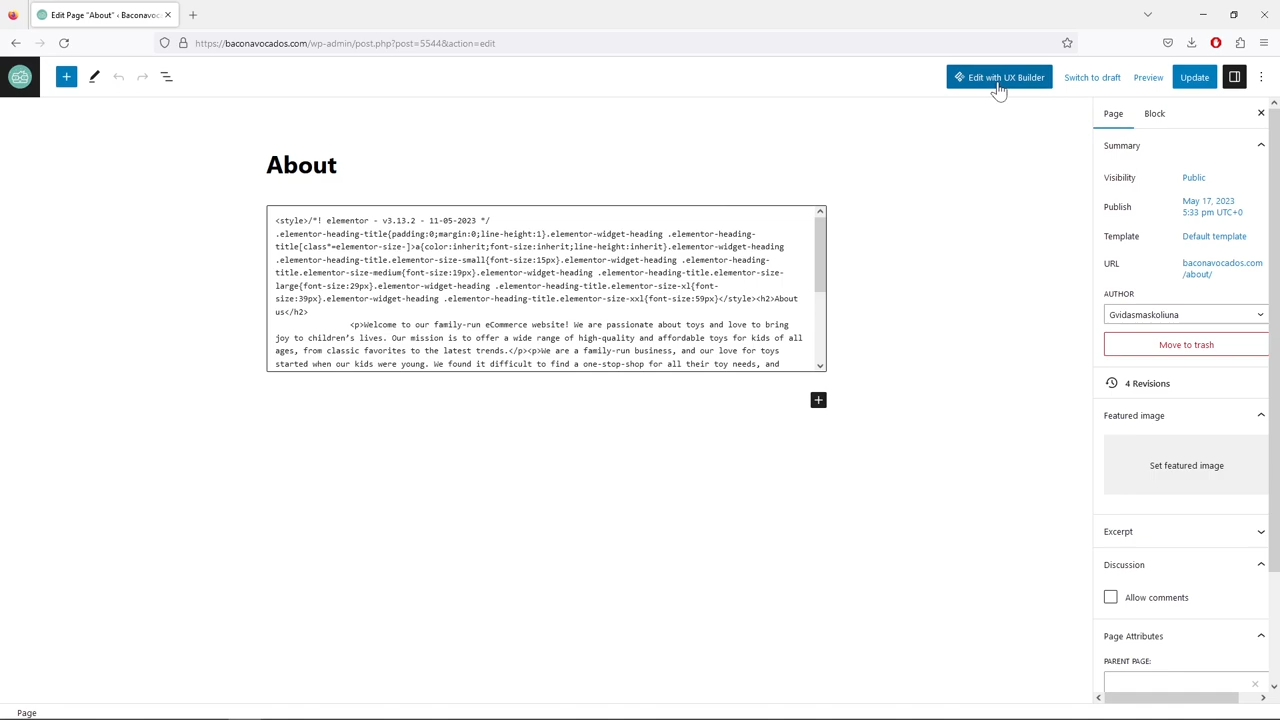 Edit Page "About" ‹ Baconavoc
https://baconavocados.com/wp-admin/post.php?post=5544&action=edit
Edit with UX Builder
Switch to draft
Preview
Update
Page
Block
About
<style>/*! elementor - v3.13.2 - 11-05-2023 */
.elementor-heading-title{padding:0;margin:0;line-height:1}.elementor-widget-heading .elementor-heading-
title[class*=elementor-size-]>a{color:inherit;font-size:inherit;line-height:inherit}.elementor-widget-heading
.elementor-heading-title.elementor-size-small{font-size:15px}.elementor-widget-heading .elementor-heading-
title.elementor-size-medium{font-size:19px}.elementor-widget-heading .elementor-heading-title.elementor-size-
large{font-size:29px}.elementor-widget-heading .elementor-heading-title.elementor-size-xl{font-
size:39px}.elementor-widget-heading .elementor-heading-title.elementor-size-xxl{font-size:59px}</style><h2>About
us</h2>
<p>Welcome to our family-run eCommerce website! We are passionate about toys and love to bring
joy to children's lives. Our mission is to offer a wide range of high-quality and affordable toys for kids of all
ages, from classic favorites to the latest trends.</p><p>We are a family-run business, and our love for toys
started when our kids were young. We found it difficult to find a one-stop-shop for all their toy needs, and
Summary
Visibility
Public
Publish
May 17, 2023
5:33 pm UTC+0
Template
Default template
URL
baconavocados.com
/about/
AUTHOR
Gvidasmaskoliuna
Move to trash
4 Revisions
Featured image
Set featured image
Excerpt
Discussion
Allow comments
Page Attributes
PARENT PAGE:
Page